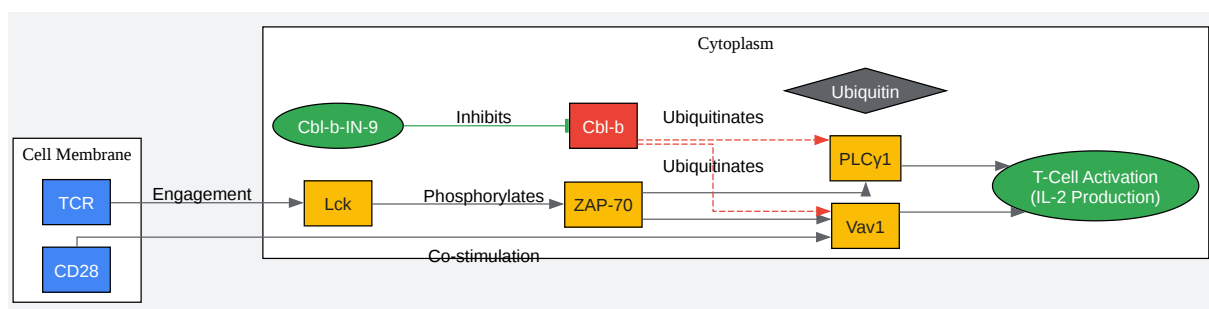 Cytoplasm
Ubiquitin
Cbl-b-IN-9
Inhibits
Cbl-b
Ubiquitinates
Cell Membrane
PLCγ1
Ubiquitinates
T-Cell Activation
(IL-2 Production)
TCR
Engagement
Lck
Phosphorylates
ZAP-70
Vav1
CD28
Co-stimulation